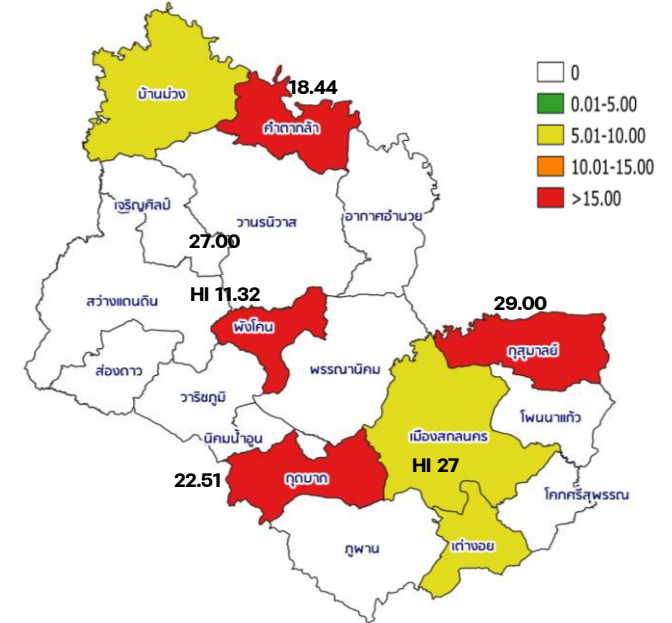 18.44
บ้านม่วง
คำตากล้า
0
0.01-5.00
5.01-10.00
10.01-15.00
>15.00
เจริญศิลป์
วานรนิวาส
อากาศอำนวย
27.00
สว่างแดนดิน
HI 11.32
29.00
พังโคน
กุสุมาลย์
ส่องดาว
พรรณานิคม
วาริชภูมิ
โพนนาแก้ว
นิคมน้ำอูน
เมืองสกลนคร
HI 27
22.51
กุดบาก
โคกศรีสุพรรณ
ภูพาน
เต่างอย